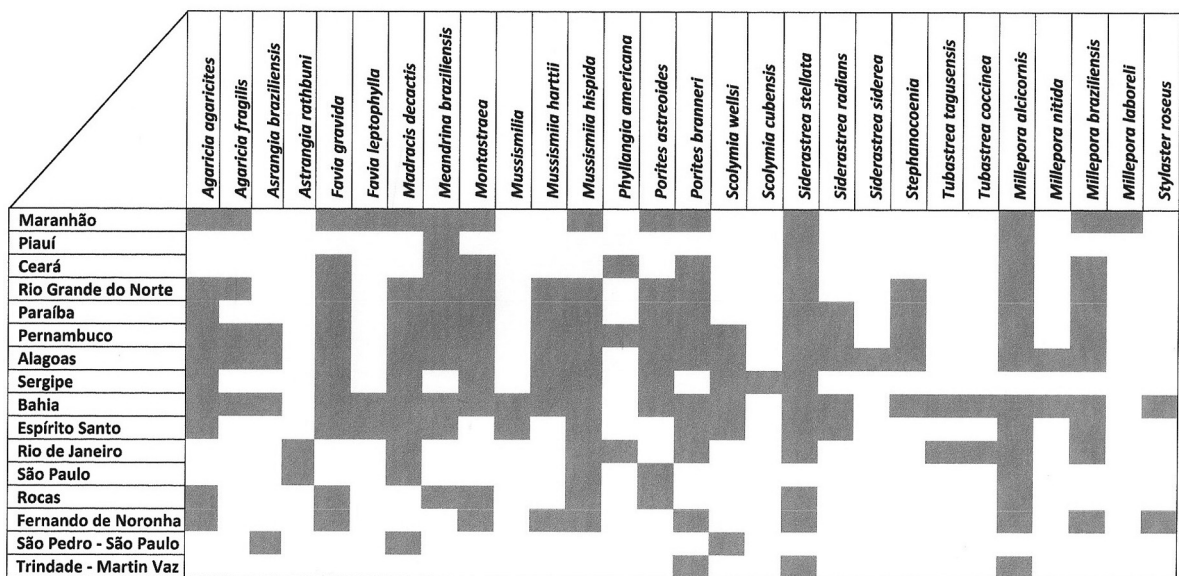 Agaricia agaricites
Agaricia fragilis
Asrangia braziliensis
Astrangia rathbuni
Favia gravida
Favia leptophylla
Madracis decactis
Meandrina braziliensis
Montastraea
Mussismilia
Mussismiiia harttii
Mussismiiia hispida
Phyllangia americana
Porites astreoides
Porites branneri
Scolymia wellsi
Scolymia cubensis
Siderastrea stellata
Siderastrea radians
Siderastrea siderea
Stephanocoenia
Tubastrea tagusensis
Tubastrea coccinea
Millepora alcicornis
Millepora nitida
Millepora braziliensis
Millepora laboreli
Stylaster roseus
Maranhão
Piauí
Ceará
Rio Grande do Norte
Paraíba
Pernambuco
Alagoas
Sergipe
Bahia
Espírito Santo
Rio de Janeiro
São Paulo
Rocas
Fernando de Noronha
São Pedro - São Paulo
Trindade - Martin Vaz